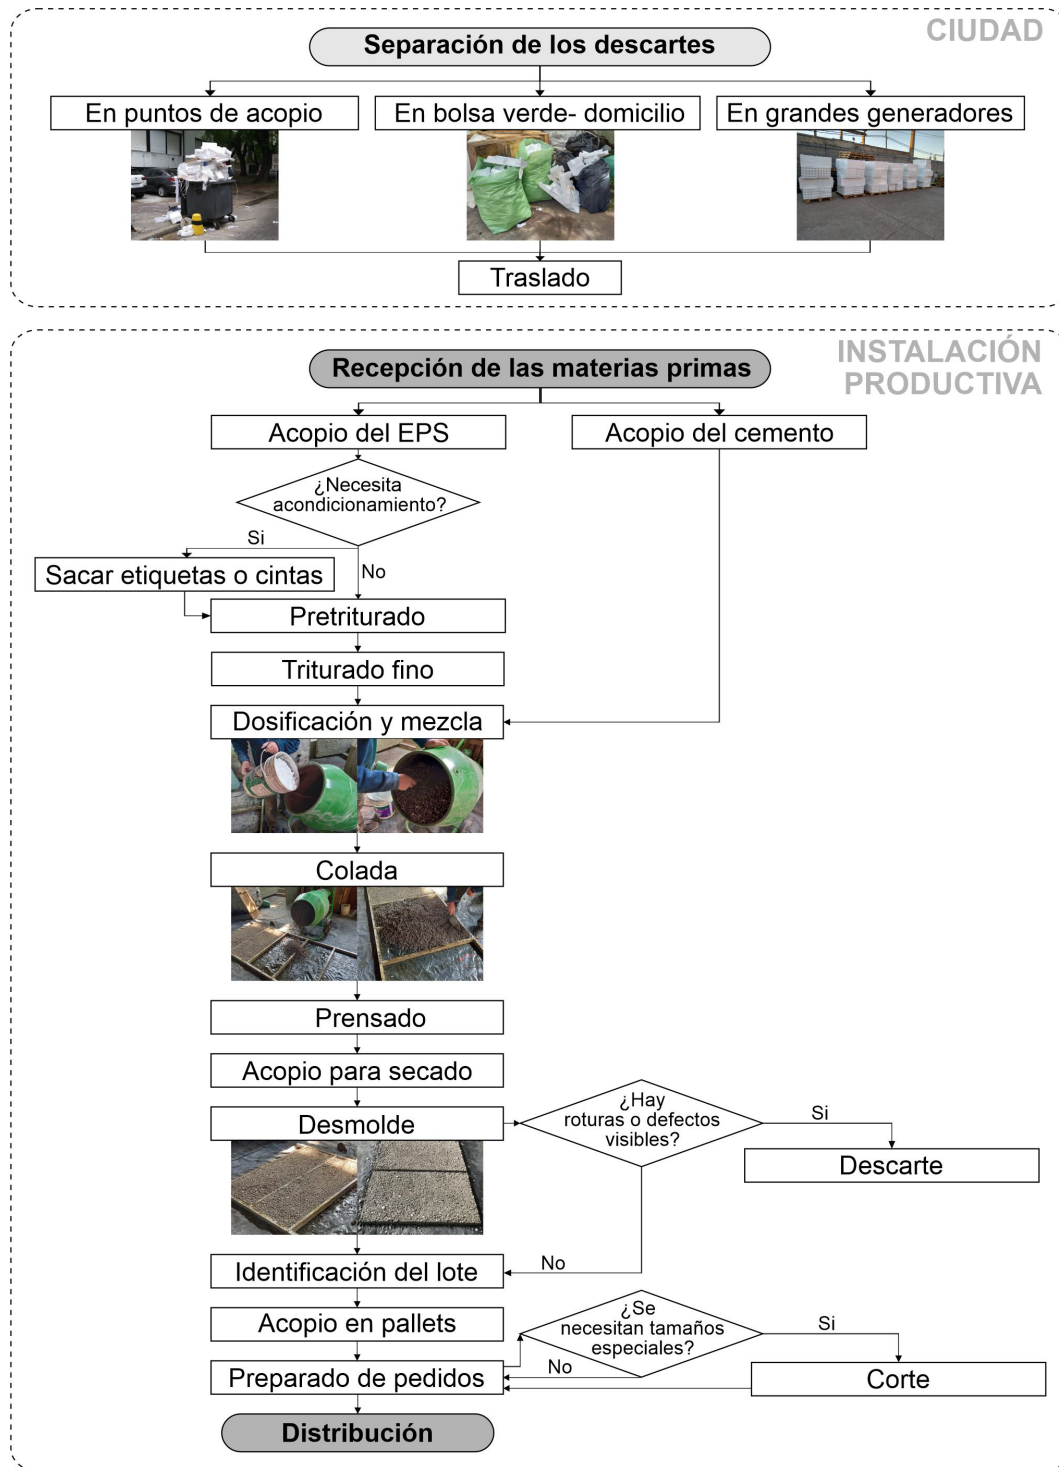 CIUDAD
Separación de los descartes
En puntos de acopio
En bolsa verde- domicilio
En grandes generadores
Traslado
INSTALACIÓN
PRODUCTIVA
Recepción de las materias primas
Acopio del EPS
Acopio del cemento
¿Necesita
acondicionamiento?
Si
No
Sacar etiquetas o cintas
Pretriturado
Triturado fino
Dosificación y mezcla
Colada
Prensado
Acopio para secado
Desmolde
¿Hay
roturas o defectos
visibles?
Si
Descarte
No
Identificación del lote
Acopio en pallets
¿Se
necesitan tamaños
especiales?
Si
No
Preparado de pedidos
Corte
Distribución